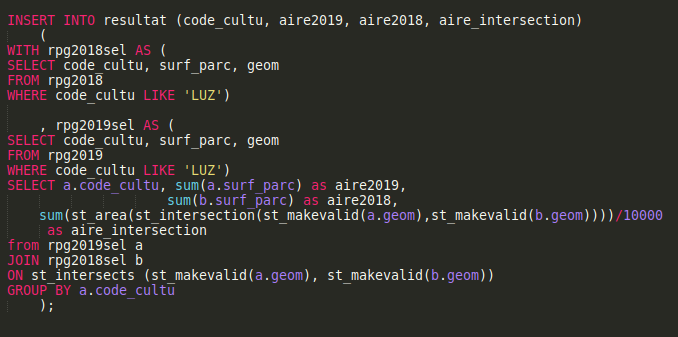 INSERT INTO resultat (code_cultu, aire2019, aire2018, aire_intersection)
(
WITH rpg2018sel AS (
SELECT code_cultu, surf_parc, geom
FROM rpg2018
WHERE code_cultu LIKE 'LUZ')
, rpg2019sel AS (
SELECT code_cultu, surf_parc, geom
FROM rpg2019
WHERE code_cultu LIKE 'LUZ')
SELECT a.code_cultu, sum(a.surf_parc) as aire2019,
sum(b.surf_parc) as aire2018,
sum(st_area(st_intersection(st_makevalid(a.geom),st_makevalid(b.geom))))/10000
as aire_intersection
from rpg2019sel a
JOIN rpg2018sel b
ON st_intersects (st_makevalid(a.geom), st_makevalid(b.geom))
GROUP BY a.code_cultu
);